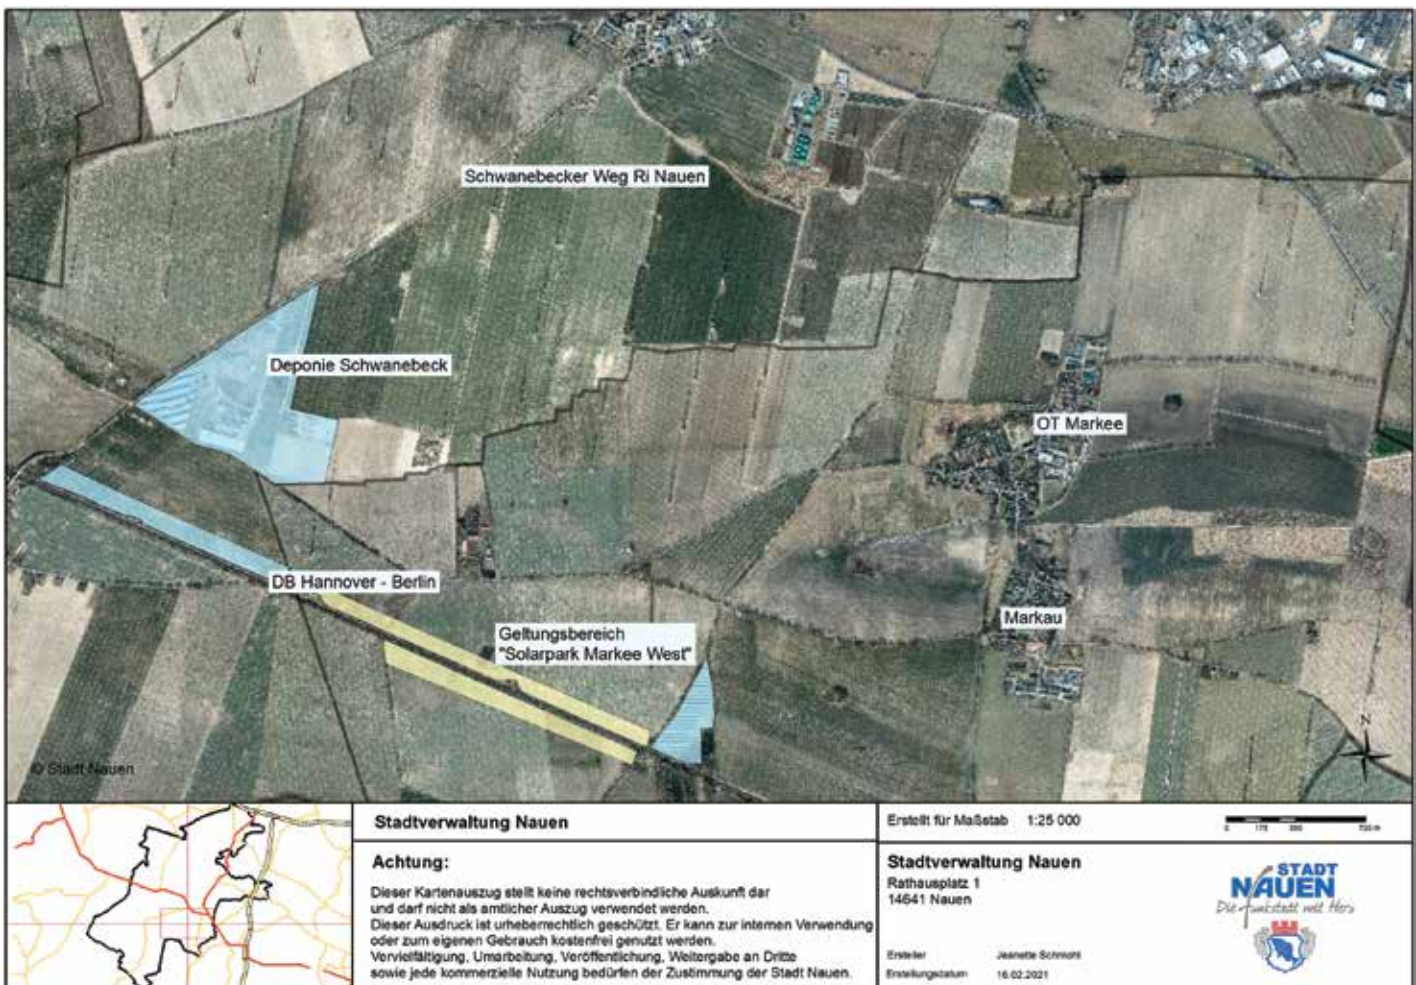 Schwanebecker Weg Ri Nauen
Deponie Schwanebeck
OT Markee
DB Hannover - Berlin
Markau
Geltungsbereich
"Solarpark Markee West"
N
© Stadt Nauen
Stadtverwaltung Nauen
Achtung:
Dieser Kartenauszug stellt keine rechtsverbindliche Auskunft dar
und darf nicht als amtlicher Auszug verwendet werden.
Dieser Ausdruck ist urheberrechtlich geschützt. Er kann zur internen Verwendung
oder zum eigenen Gebrauch kostenfrei genutzt werden.
Vervielfältigung, Umarbeitung, Veröffentlichung, Weitergabe an Dritte
sowie jede kommerzielle Nutzung bedürfen der Zustimmung der Stadt Nauen.
Erstellt für Maßstab 1:25 000
0 175
Stadtverwaltung Nauen
Rathausplatz 1
14641 Nauen
STADT
NAUEN
Die Funkstadt mit Herz
Ersteller Jeanette
Erstellungsdatum 16.02.2021